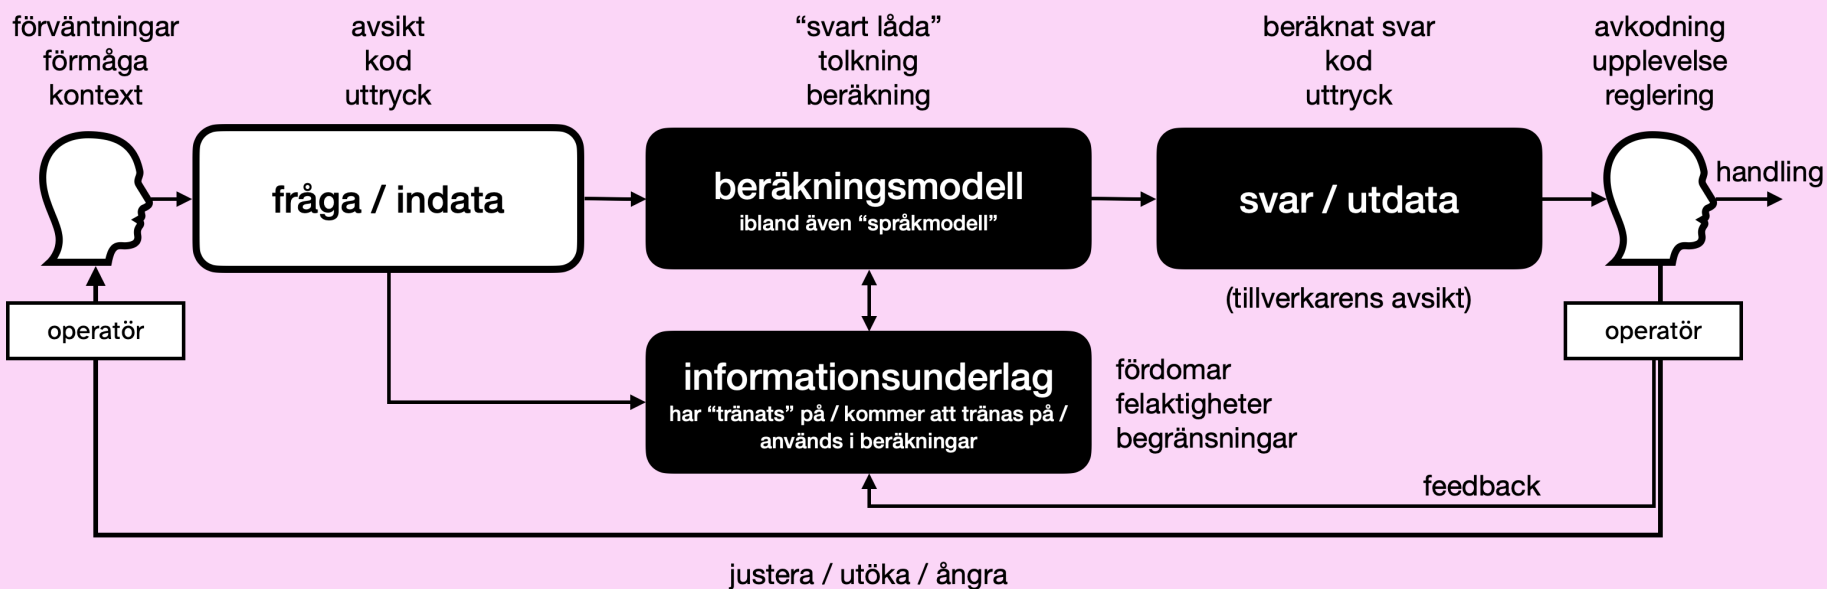 förväntningar
förmåga
kontext
avsikt
kod
uttryck
“svart låda”
tolkning
beräkning
beräknat svar
kod
uttryck
avkodning
upplevelse
reglering
fråga / indata
beräkningsmodell
ibland även “språkmodell”
svar / utdata
handling
(tillverkarens avsikt)
operatör
operatör
informationsunderlag
har “tränats” på / kommer att tränas på /
används i beräkningar
fördomar
felaktigheter
begränsningar
feedback
justera / utöka / ångra